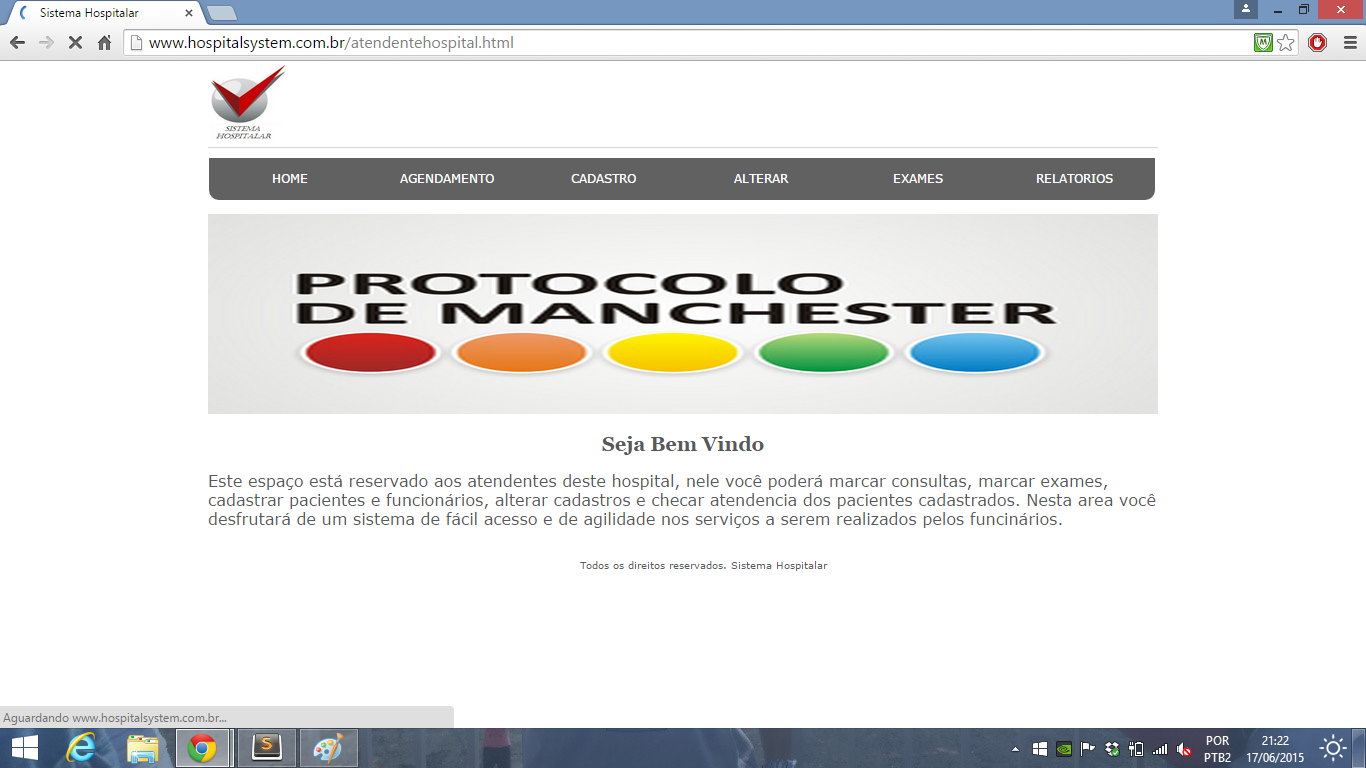 Sistema Hospitalar
www.hospitalsystem.com.br/atendentehospital.html
SISTEMA
HOSPITALAR
HOME AGENDAMENTO CADASTRO ALTERAR EXAMES RELATORIOS
PROTOCOLO
DE MANCHESTER
Seja Bem Vindo
Este espaço está reservado aos atendentes deste hospital, nele você poderá marcar consultas, marcar exames,
cadastrar pacientes e funcionários, alterar cadastros e checar atendencia dos pacientes cadastrados. Nesta area você
desfrutará de um sistema de fácil acesso e de agilidade nos serviços a serem realizados pelos funcinários.
Todos os direitos reservados. Sistema Hospitalar
Aguardando www.hospitalsystem.com.br...
POR 21:22
PTB2 17/06/2015